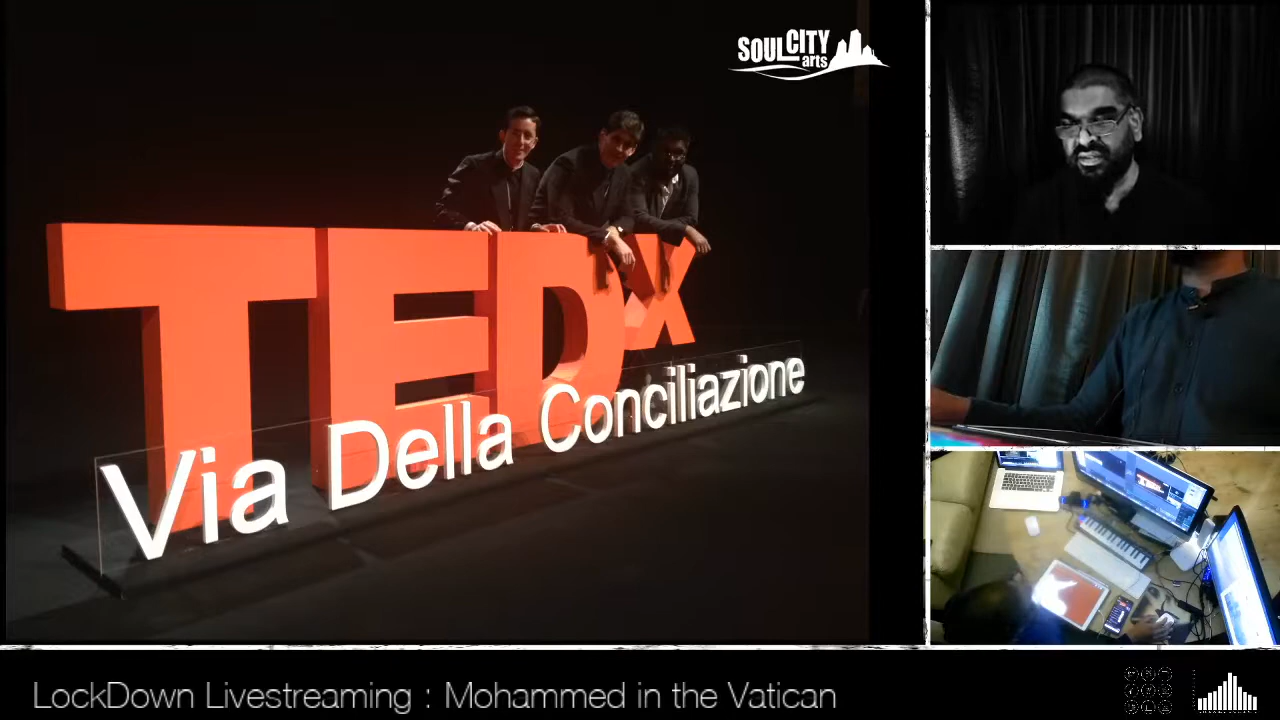 SOUL CITY
arts
TEDx
Via Della Conciliazione
LockDown Livestreaming : Mohammed in the Vatican